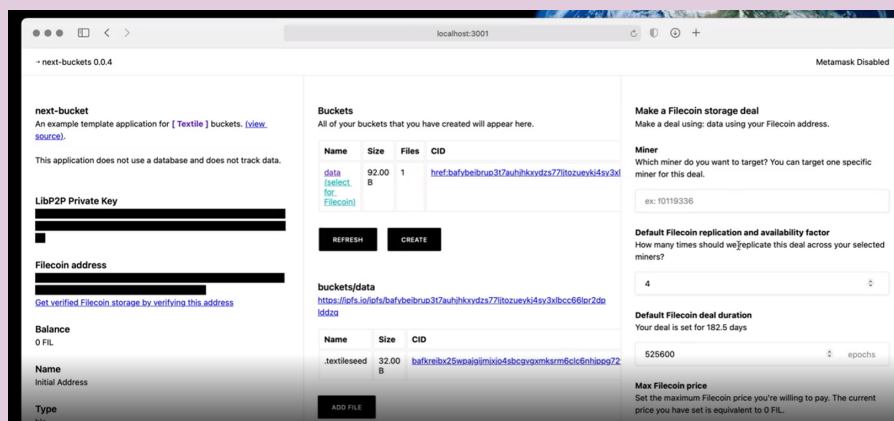 localhost:3001
→ next-buckets 0.0.4
Metamask Disabled
next-bucket
An example template application for [ Textile ] buckets. (view
source).
This application does not use a database and does not track data.
LibP2P Private Key
Filecoin address
Get verified Filecoin storage by verifying this address
Balance
0 FIL
Name
Initial Address
Type
Buckets
All of your buckets that you have created will appear here.
Name Size Files CID
data
(select
for
Filecoin)
92.00
B
1
REFRESH
CREATE
buckets/data
Name Size CID
.textileseed
32.00
B
ADD FILE
Make a Filecoin storage deal
Make a deal using: data using your Filecoin address.
Miner
Which miner do you want to target? You can target one specific
miner for this deal.
ex: f0119336
Default Filecoin replication and availability factor
How many times should we replicate this deal across your selected
miners?
4
Default Filecoin deal duration
Your deal is set for 182.5 days
525600
epochs
Max Filecoin price
Set the maximum Filecoin price you're willing to pay. The current
price you have set is equivalent to 0 FIL.